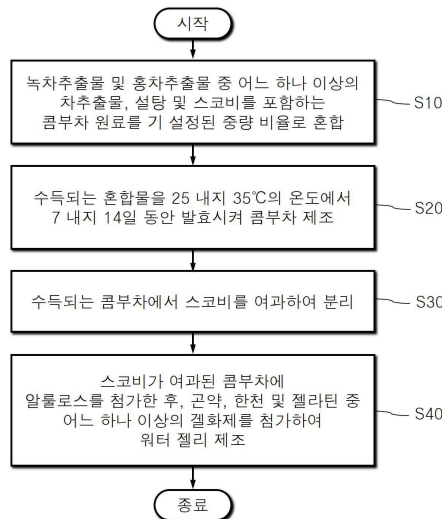 시작
녹차추출물 및 홍차추출물 중 어느 하나 이상의
차추출물, 설탕 및 스코비를 포함하는
콤부차 원료를 기 설정된 중량 비율로 혼합
S10
수득되는 혼합물을 25 내지 35℃의 온도에서
7 내지 14일 동안 발효시켜 콤부차 제조
S20
수득되는 콤부차에서 스코비를 여과하여 분리
S30
스코비가 여과된 콤부차에
알룰로스를 첨가한 후, 곤약, 한천 및 젤라틴 중
어느 하나 이상의 겔화제를 첨가하여
워터 젤리 제조
S40
종료